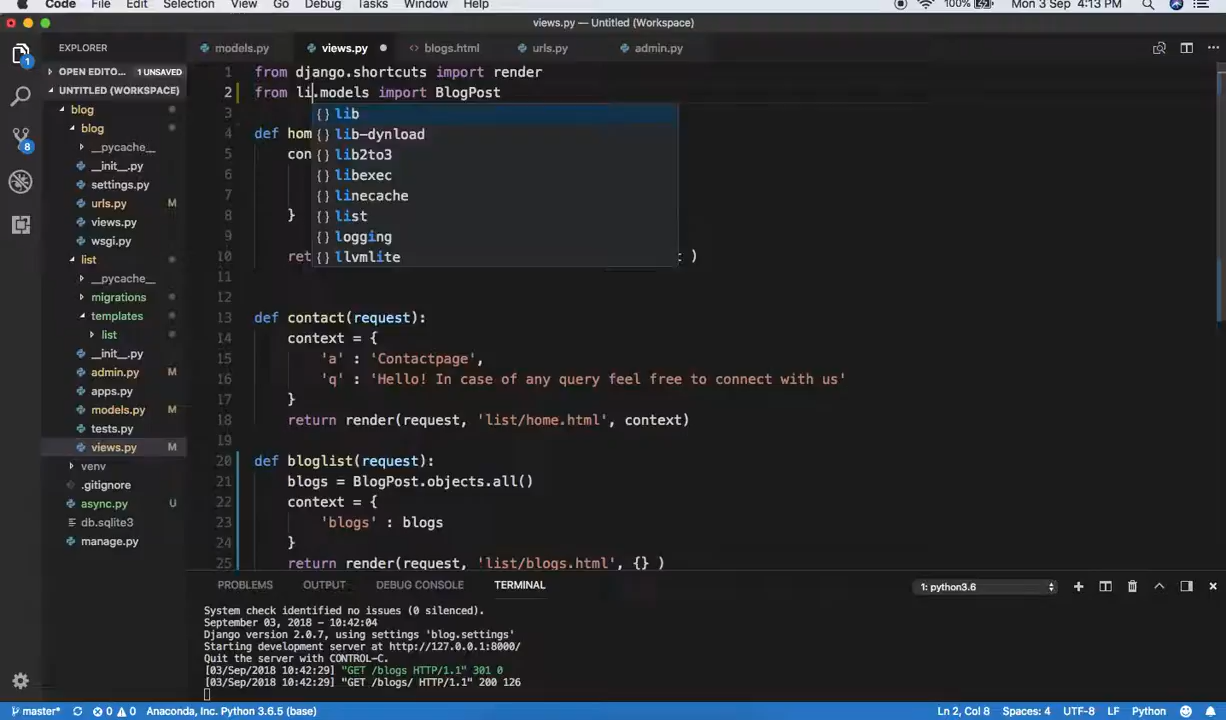 Code File Edit Selection View Go Debug Tasks Window Help 100% Mon 3 Sep 4:13 PM
views.py — Untitled (Workspace)
EXPLORER models.py views.py blogs.html urls.py admin.py
OPEN EDITO... 1 UNSAVED
UNTITLED (WORKSPACE)
blog
blog
__pycache__
__init__.py
settings.py
urls.py M
views.py
wsgi.py
list
__pycache__
migrations
templates
list
__init__.py
admin.py M
apps.py
models.py M
tests.py
views.py M
venv
.gitignore
async.py U
db.sqlite3
manage.py
1 from django.shortcuts import render
2 from li.models import BlogPost
3
4 def hom
5 con
6
7
8 }
9
10 ret : )
11
12
13 def contact(request):
14 context = {
15 'a' : 'Contactpage',
16 'q' : 'Hello! In case of any query feel free to connect with us'
17 }
18 return render(request, 'list/home.html', context)
19
20 def bloglist(request):
21 blogs = BlogPost.objects.all()
22 context = {
23 'blogs' : blogs
24 }
25 return render(request, 'list/blogs.html', {} )
{} lib
{} lib-dynload
{} lib2to3
{} libexec
{} linecache
{} list
{} logging
{} llvmlite
PROBLEMS OUTPUT DEBUG CONSOLE TERMINAL 1: python3.6
System check identified no issues (0 silenced).
September 03, 2018 - 10:42:04
Django version 2.0.7, using settings 'blog.settings'
Starting development server at http://127.0.0.1:8000/
Quit the server with CONTROL-C.
[03/Sep/2018 10:42:29] "GET /blogs HTTP/1.1" 301 0
[03/Sep/2018 10:42:29] "GET /blogs/ HTTP/1.1" 200 126
1
8
master* 0 0 Anaconda, Inc. Python 3.6.5 (base) Ln 2, Col 8 Spaces: 4 UTF-8 LF Python